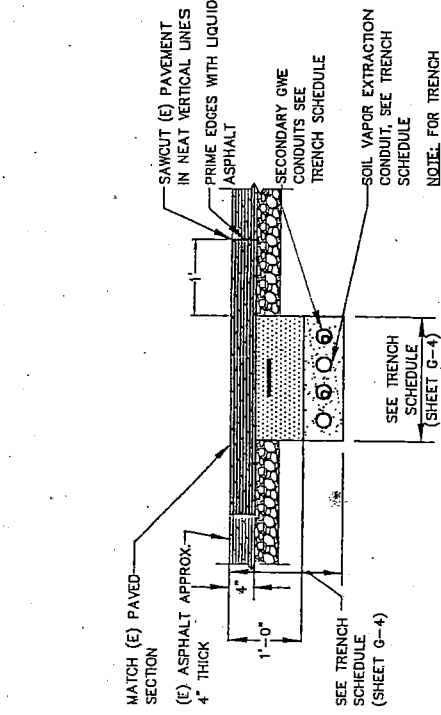 SAWCUT (E) PAVEMENT
IN NEAT VERTICAL LINES
PRIME EDGES WITH LIQUID
ASPHALT
SECONDARY GWE
CONDUITS SEE
TRENCH SCHEDULE
SOIL VAPOR EXTRACTION
CONDUIT, SEE TRENCH
SCHEDULE
NOTE: FOR TRENCH
1'
SEE TRENCH
SCHEDULE
(SHEET G-4)
MATCH (E) PAVED
SECTION
(E) ASPHALT APPROX.
4" THICK
4"
1'-0"
SEE TRENCH
SCHEDULE
(SHEET G-4)